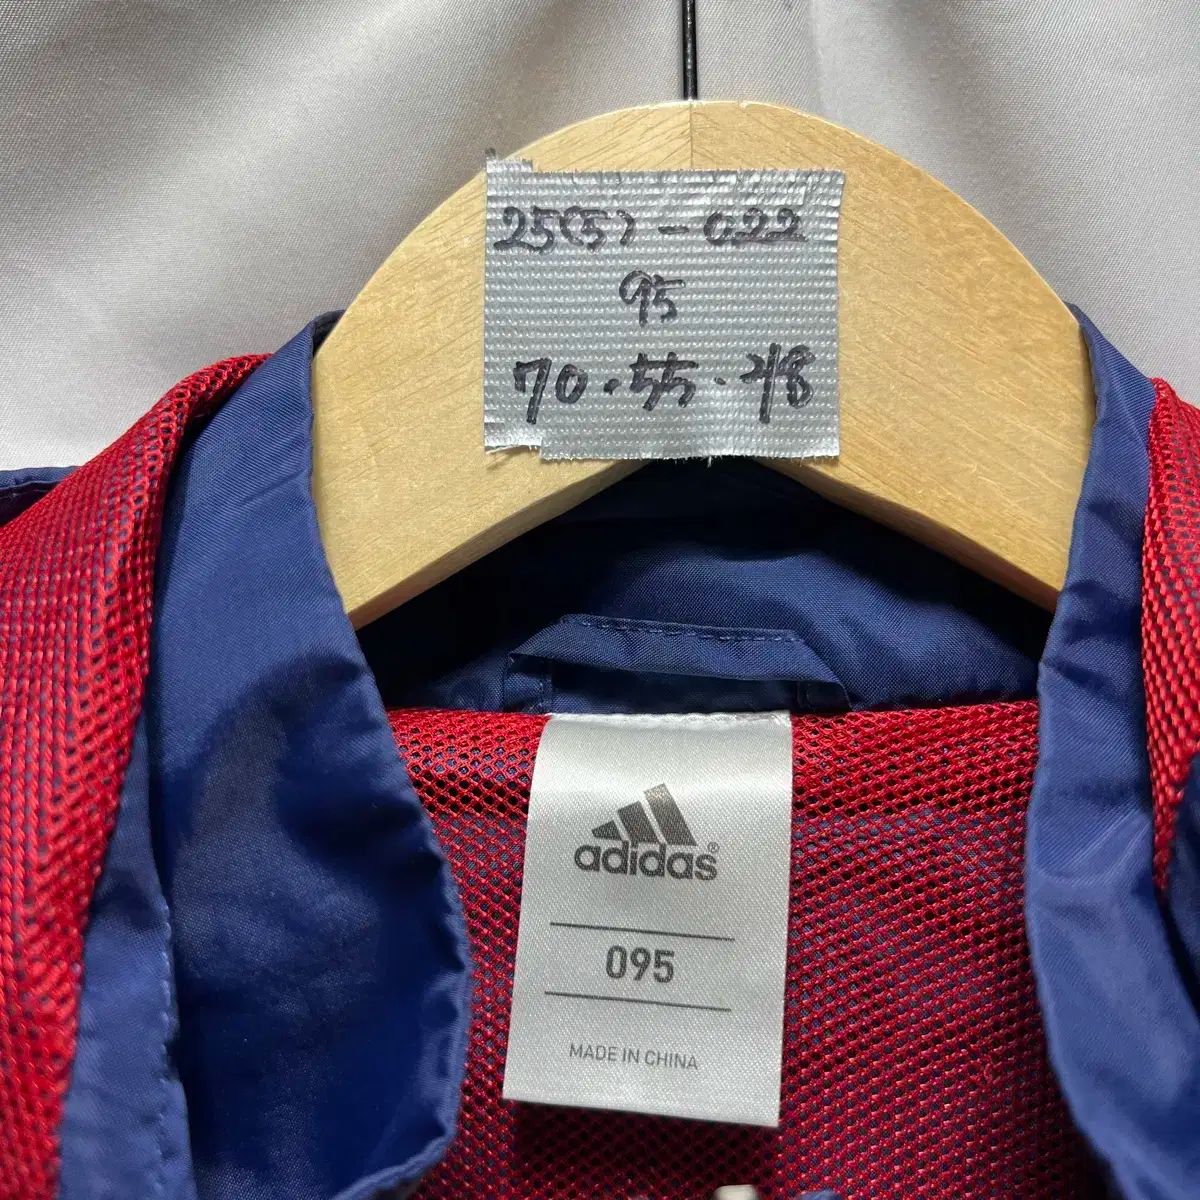 25(5)-022
95
70.55.48
adidas®
095
MADE IN CHINA